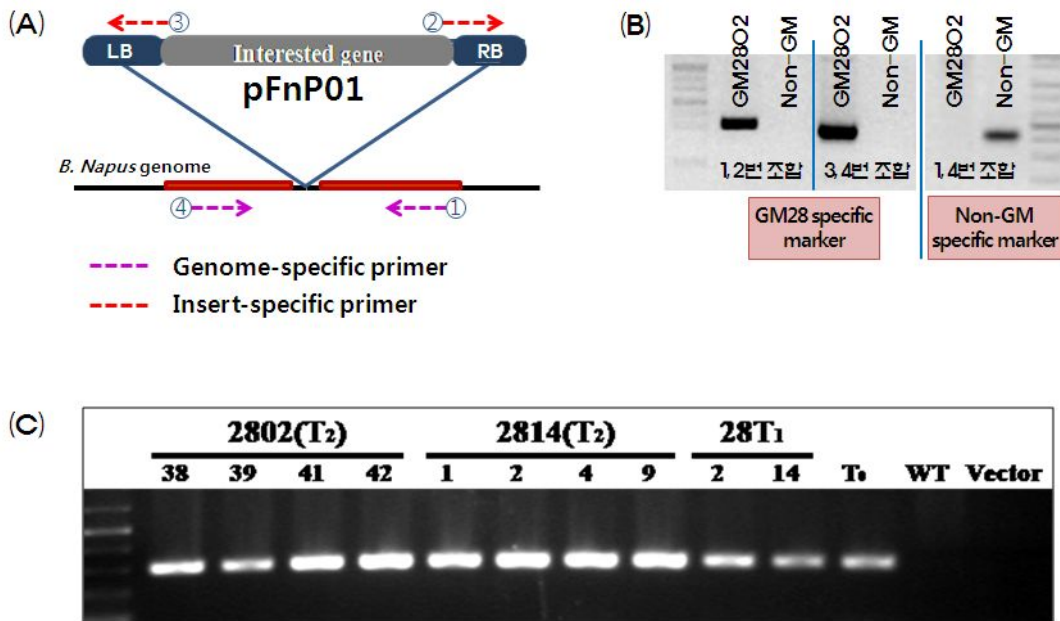 (A)
③ ②
LB Interested gene RB
pFnP01
B. Napus genome
④ ①
Genome-specific primer
Insert-specific primer
(B)
GM28O2 Non-GM GM28O2 Non-GM GM28O2 Non-GM
1,2번 조합 3,4번 조합 1,4번 조합
GM28 specific marker
Non-GM specific marker
(C)
2802(T₂) 2814(T₂) 28T₁
38 39 41 42 1 2 4 9 2 14 T₀ WT Vector